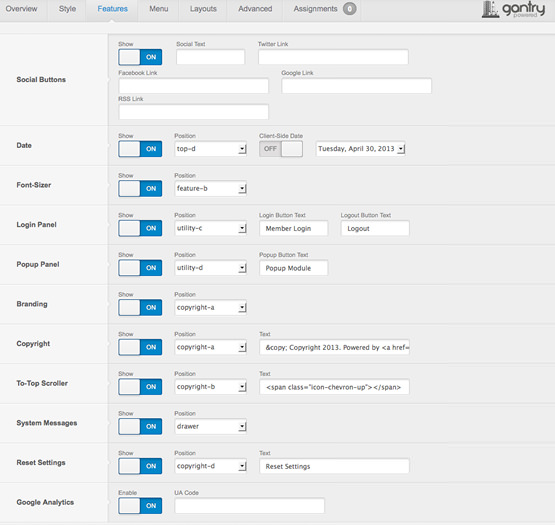 Overview Style Features Menu Layouts Advanced Assignments 0 gantry powered
Show Social Text Twitter Link
Social Buttons ON
Facebook Link Google Link
RSS Link
Show Position Client-Side Date
Date ON top-d OFF Tuesday, April 30, 2013
Show Position
Font-Sizer ON feature-b
Show Position Login Button Text Logout Button Text
Login Panel ON utility-c Member Login Logout
Show Position Popup Button Text
Popup Panel ON utility-d Popup Module
Show Position
Branding ON copyright-a
Show Position Text
Copyright ON copyright-a &copy; Copyright 2013. Powered by <a href=
Show Position Text
To-Top Scroller ON copyright-b <span class="icon-chevron-up"></span>
Show Position
System Messages ON drawer
Show Position Text
Reset Settings ON copyright-d Reset Settings
Enable UA Code
Google Analytics ON